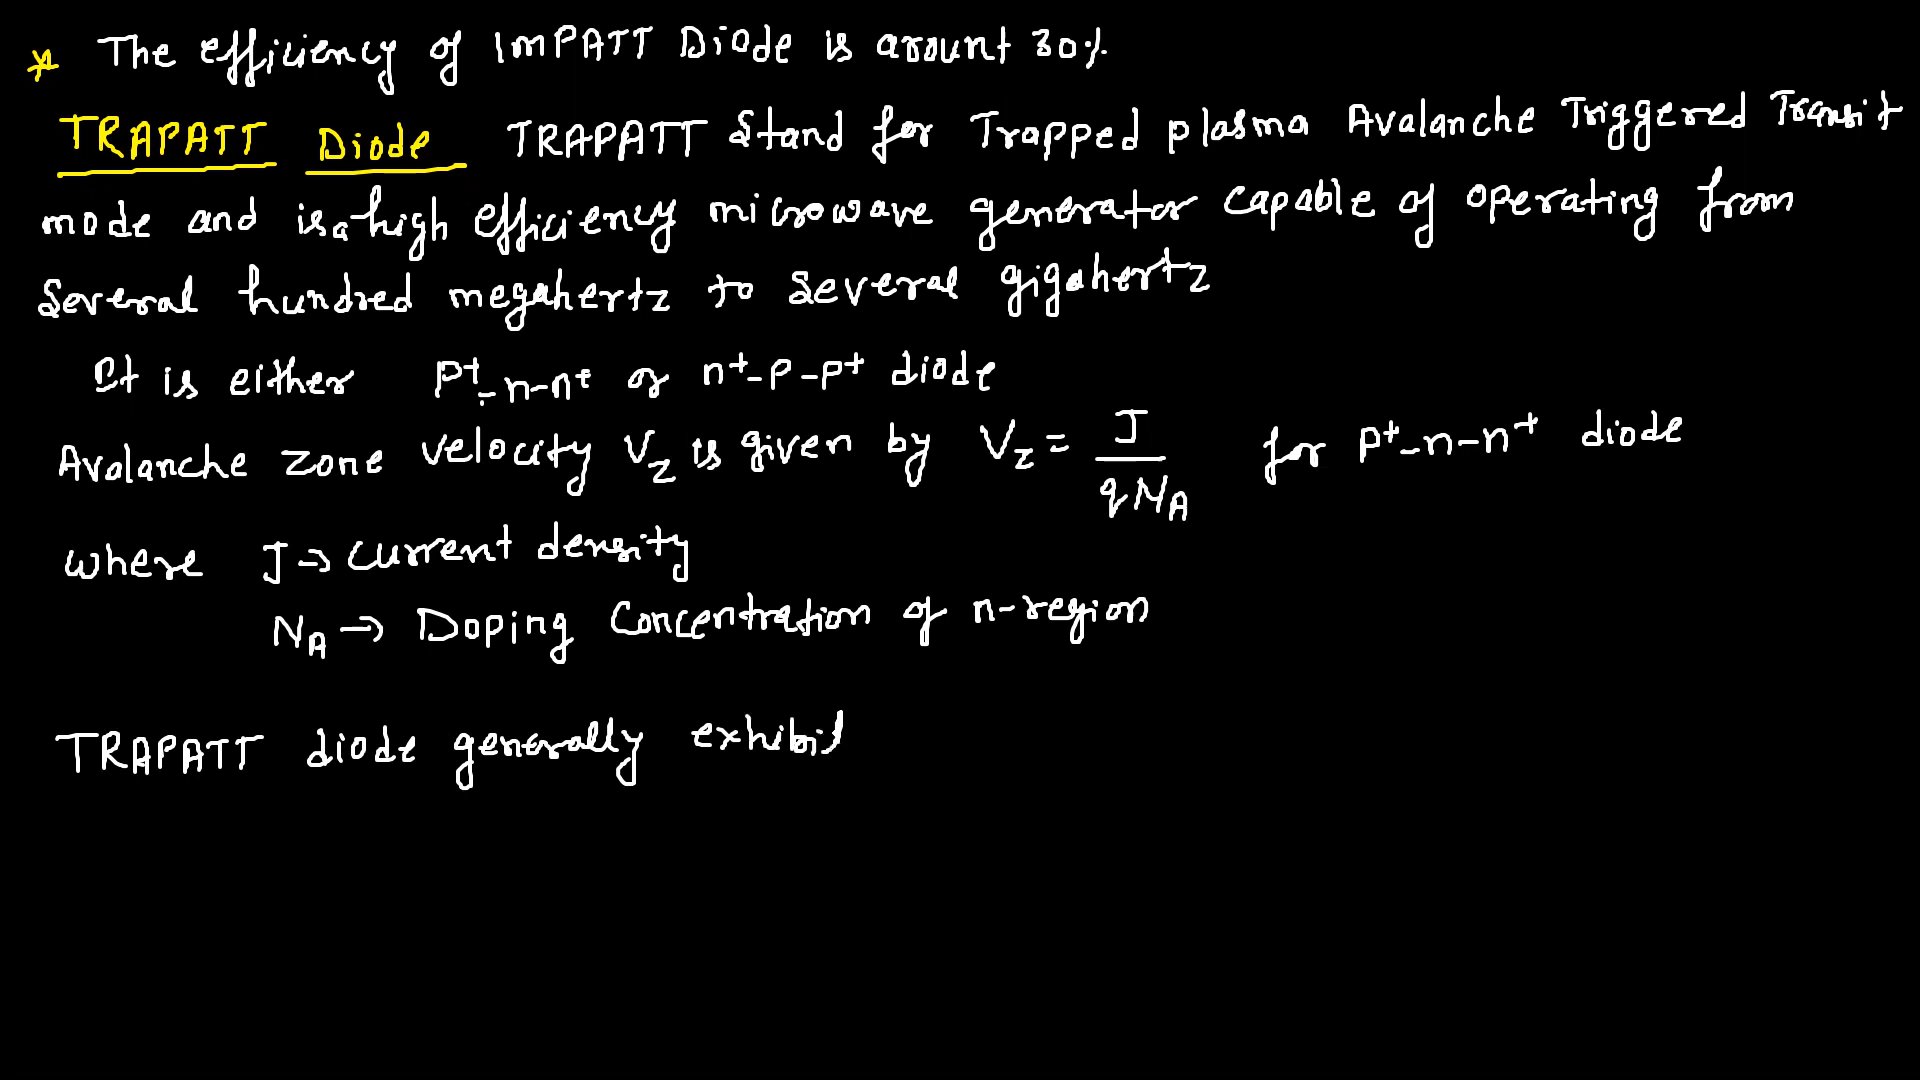 * The efficiency of IMPATT Diode is arount 30%
TRAPATT Diode TRAPATT Stand for Trapped plasma Avalanche Triggered Transit
mode and is a high efficiency microwave generator capable of operating from
Several hundred megahertz to several gigahertz
It is either p+-n-n+ or n+-p-p+ diode
Avalanche zone velocity Vz is given by Vz = J / qNA for p+-n-n+ diode
where J → current density
NA → Doping Concentration of n-region
TRAPATT diode generally exhibit